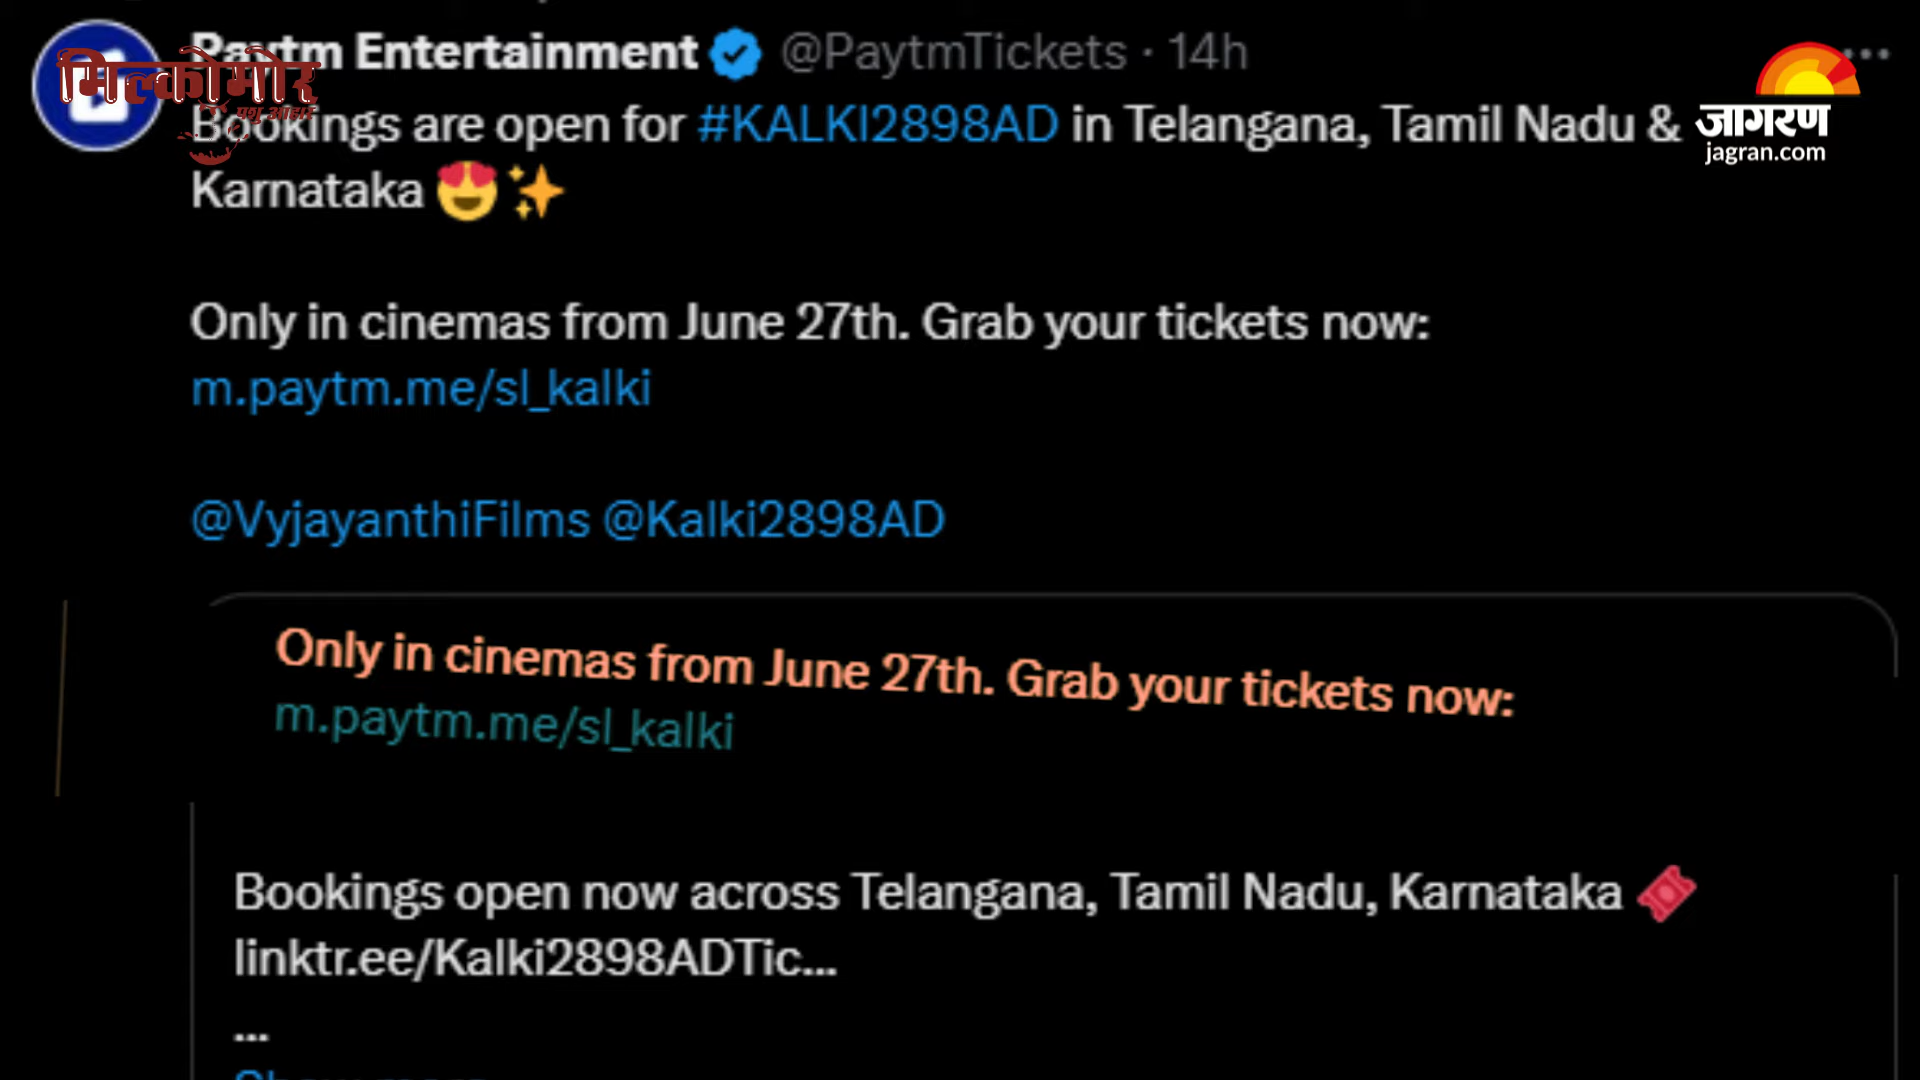 Paytm Entertainment @PaytmTickets · 14h
मिल्कोमोर
पशु आहार
जागरण
jagran.com
Bookings are open for #KALKI2898AD in Telangana, Tamil Nadu &
Karnataka 😍✨
Only in cinemas from June 27th. Grab your tickets now:
m.paytm.me/sl_kalki
@VyjayanthiFilms @Kalki2898AD
Only in cinemas from June 27th. Grab your tickets now:
m.paytm.me/sl_kalki
Bookings open now across Telangana, Tamil Nadu, Karnataka 🎟
linktr.ee/Kalki2898ADTic...
...